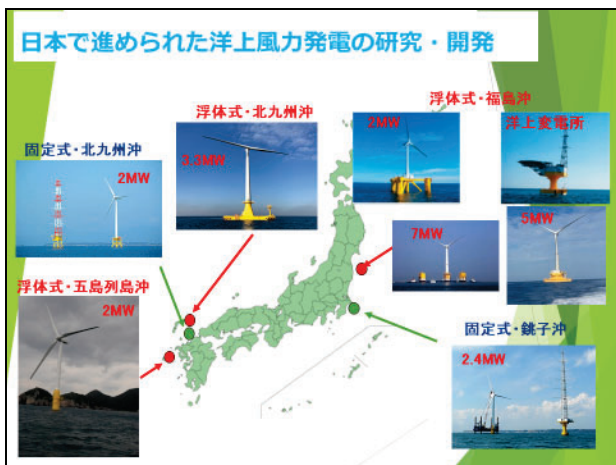 日本で進められた洋上風力発電の研究・開発
浮体式・北九州沖
3.3MW
浮体式・福島沖
2MW
洋上変電所
固定式・北九州沖
2MW
7MW
5MW
浮体式・五島列島沖
2MW
固定式・銚子沖
2.4MW